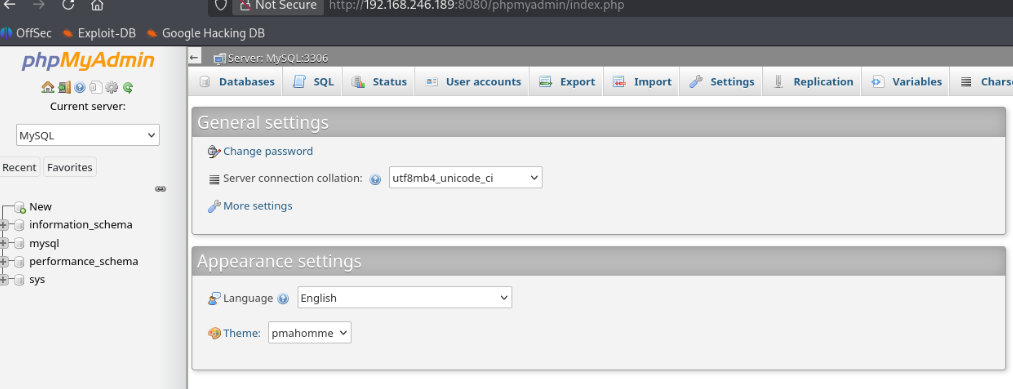 Not Secure http://192.168.246.189:8080/phpmyadmin/index.php
OffSec Exploit-DB Google Hacking DB
phpMyAdmin
Current server:
MySQL
Recent Favorites
New
information_schema
mysql
performance_schema
sys
Server: MySQL:3306
Databases SQL Status User accounts Export Import Settings Replication Variables Chars
General settings
Change password
Server connection collation: utf8mb4_unicode_ci
More settings
Appearance settings
Language English
Theme: pmahomme